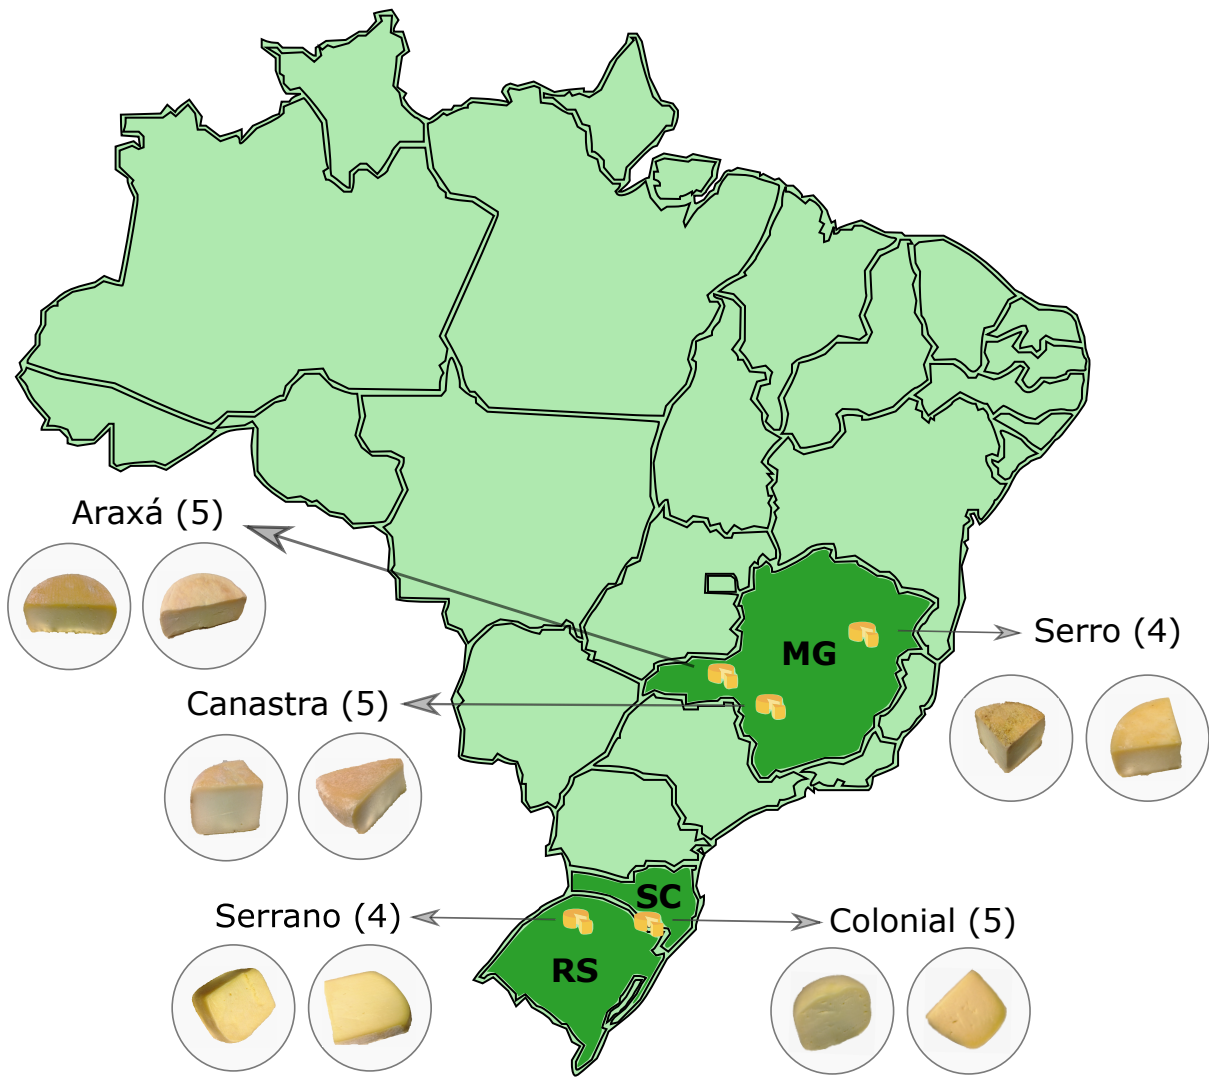 Araxá (5)
Serro (4)
MG
Canastra (5)
SC
Serrano (4)
Colonial (5)
RS